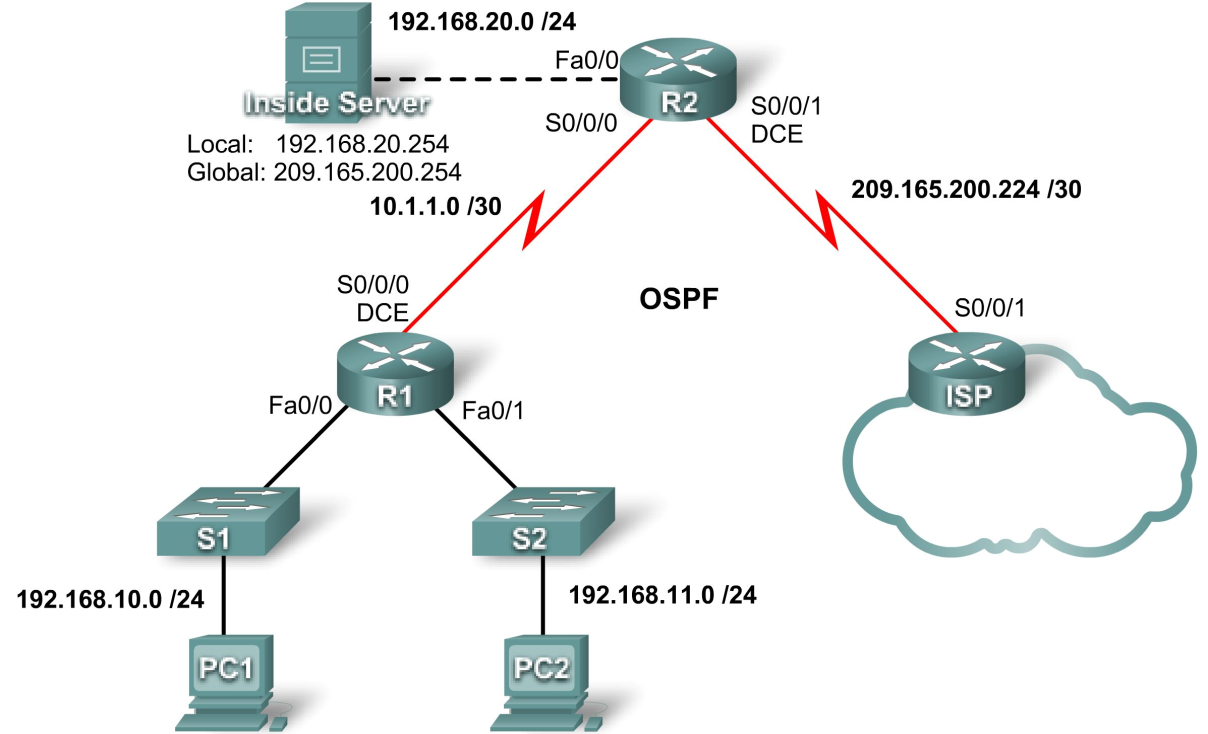 192.168.20.0 /24
Fa0/0
R2
Inside Server
S0/0/0
S0/0/1
DCE
Local: 192.168.20.254
Global: 209.165.200.254
10.1.1.0 /30
209.165.200.224 /30
S0/0/0
DCE
OSPF
S0/0/1
R1
ISP
Fa0/0
Fa0/1
S1
S2
192.168.10.0 /24
192.168.11.0 /24
PC1
PC2